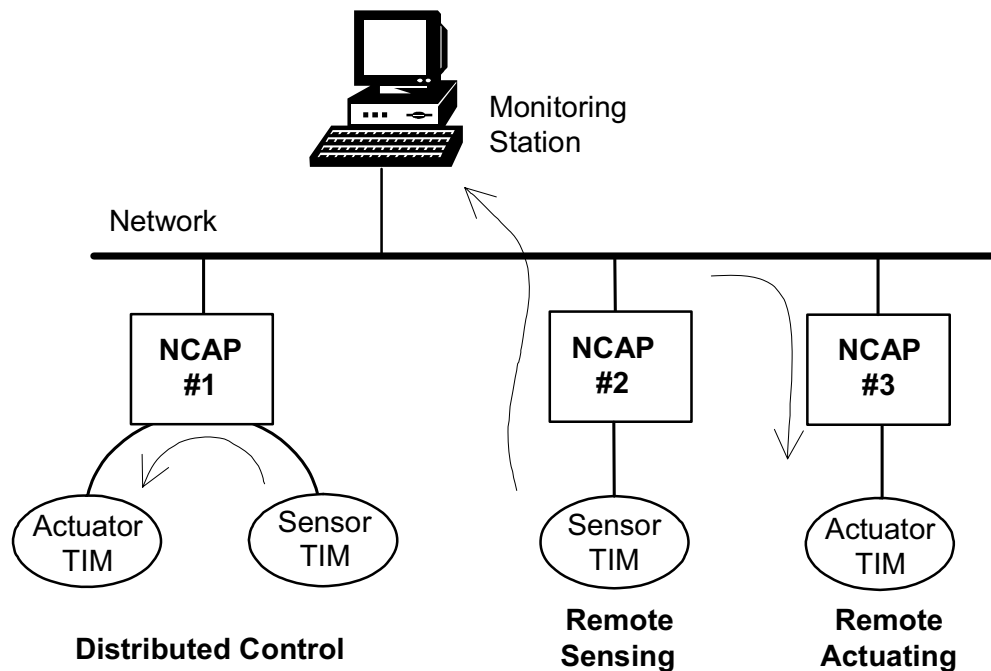 Monitoring
Station
Network
NCAP
#1
NCAP
#2
NCAP
#3
Actuator
TIM
Sensor
TIM
Sensor
TIM
Actuator
TIM
Distributed Control
Remote
Sensing
Remote
Actuating